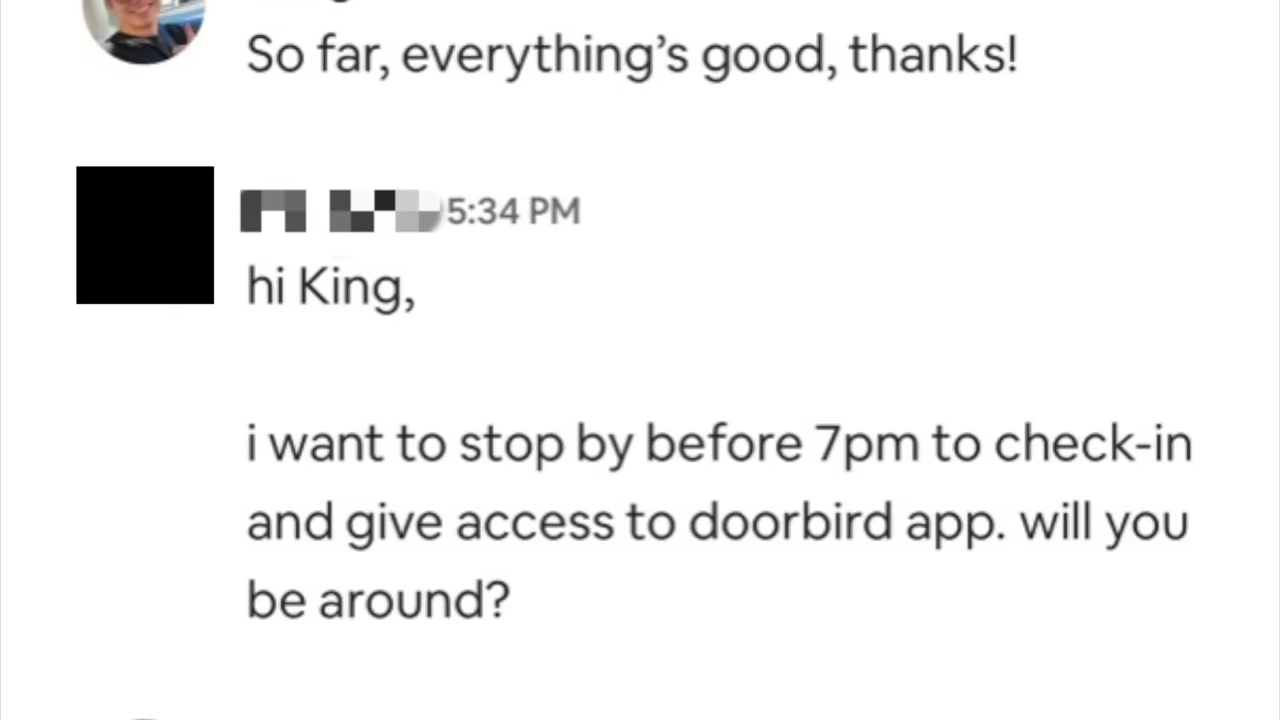 So far, everything’s good, thanks!
5:34 PM
hi King,
i want to stop by before 7pm to check-in
and give access to doorbird app. will you
be around?